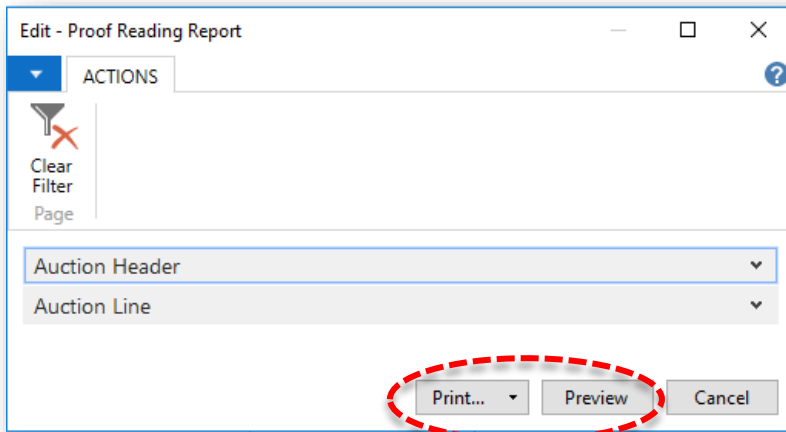 Edit - Proof Reading Report
ACTIONS
?
Clear
Filter
Page
Auction Header
Auction Line
Print... Preview Cancel